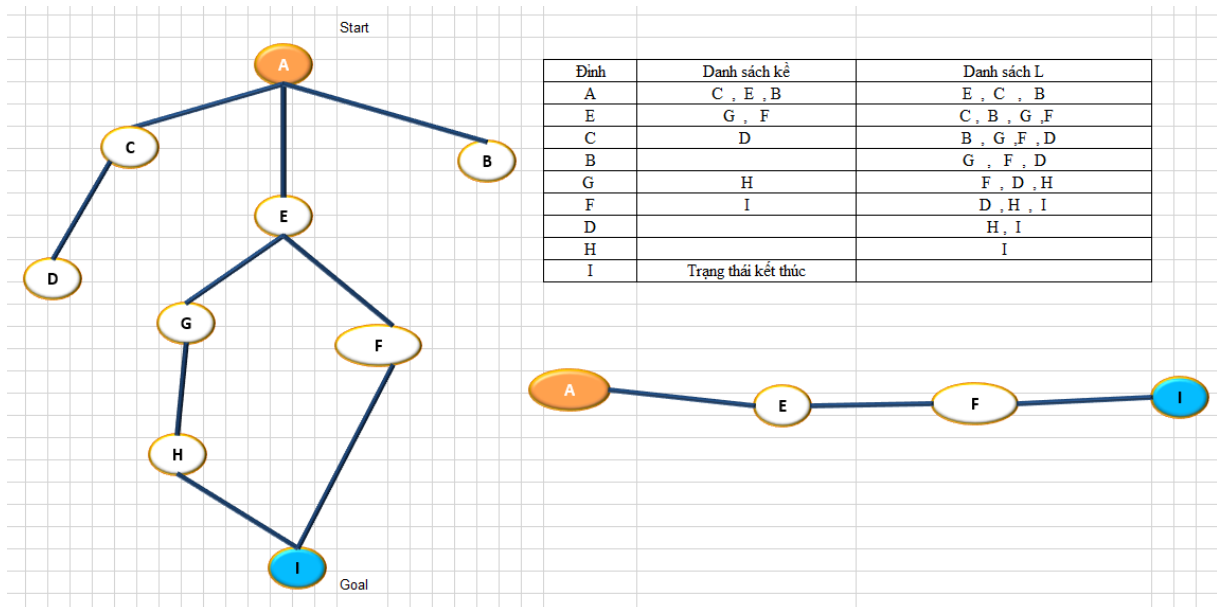 Start
A
C
B
E
D
G
F
H
I
Goal
Đỉnh Danh sách kề Danh sách L
A C , E , B E , C , B
E G , F C , B , G ,F
C D B , G ,F , D
B G , F , D
G H F , D , H
F I D , H , I
D H , I
H I
I Trạng thái kết thúc
A E F I